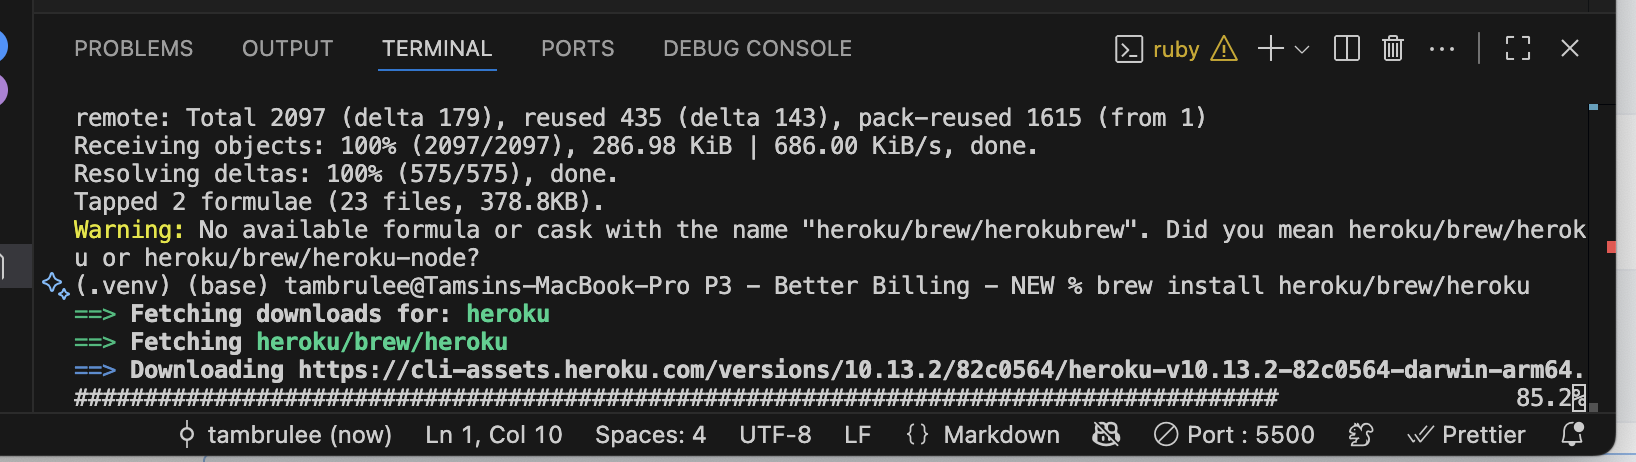 PROBLEMS OUTPUT TERMINAL PORTS DEBUG CONSOLE ruby
remote: Total 2097 (delta 179), reused 435 (delta 143), pack-reused 1615 (from 1)
Receiving objects: 100% (2097/2097), 286.98 KiB | 686.00 KiB/s, done.
Resolving deltas: 100% (575/575), done.
Tapped 2 formulae (23 files, 378.8KB).
Warning: No available formula or cask with the name "heroku/brew/herokubrew". Did you mean heroku/brew/herok
u or heroku/brew/heroku-node?
(.venv) (base) tambrulee@Tamsins-MacBook-Pro P3 - Better Billing - NEW % brew install heroku/brew/heroku
==> Fetching downloads for: heroku
==> Fetching heroku/brew/heroku
==> Downloading https://cli-assets.heroku.com/versions/10.13.2/82c0564/heroku-v10.13.2-82c0564-darwin-arm64.
###################################################################################### 85.2%
tambrulee (now) Ln 1, Col 10 Spaces: 4 UTF-8 LF {} Markdown Port : 5500 Prettier